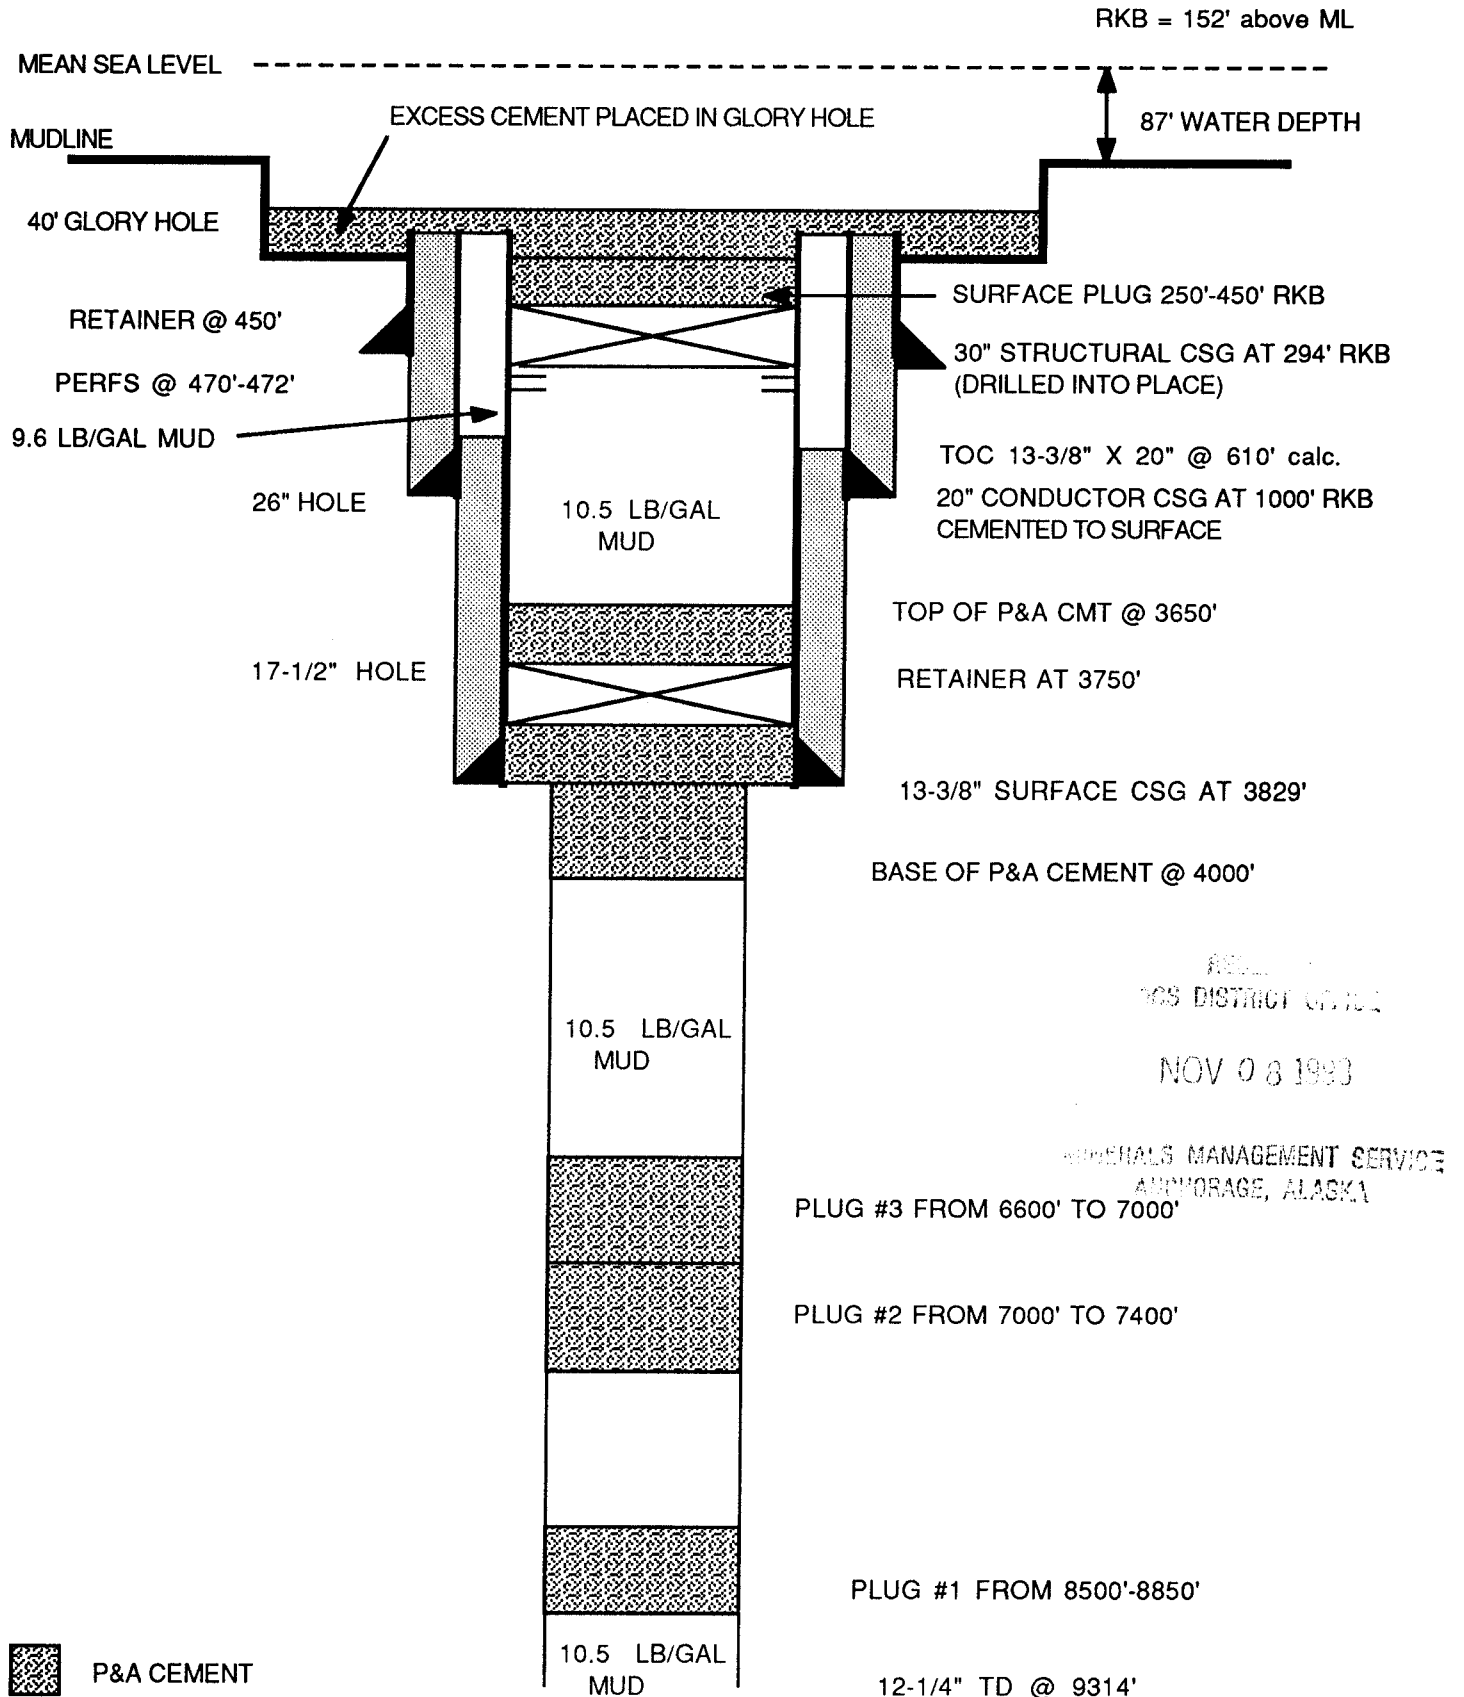 RKB = 152' above ML
MEAN SEA LEVEL
EXCESS CEMENT PLACED IN GLORY HOLE
87' WATER DEPTH
MUDLINE
40' GLORY HOLE
SURFACE PLUG 250'-450' RKB
RETAINER @ 450'
30" STRUCTURAL CSG AT 294' RKB
(DRILLED INTO PLACE)
PERFS @ 470'-472'
9.6 LB/GAL MUD
TOC 13-3/8" X 20" @ 610' calc.
26" HOLE
20" CONDUCTOR CSG AT 1000' RKB
CEMENTED TO SURFACE
10.5 LB/GAL
MUD
TOP OF P&A CMT @ 3650'
17-1/2" HOLE
RETAINER AT 3750'
13-3/8" SURFACE CSG AT 3829'
BASE OF P&A CEMENT @ 4000'
DISTRICT
10.5 LB/GAL
MUD
NOV 08 1993
MINERALS MANAGEMENT SERVICE
ANCHORAGE, ALASKA
PLUG #3 FROM 6600' TO 7000'
PLUG #2 FROM 7000' TO 7400'
PLUG #1 FROM 8500'-8850'
10.5 LB/GAL
MUD
P&A CEMENT
12-1/4" TD @ 9314'